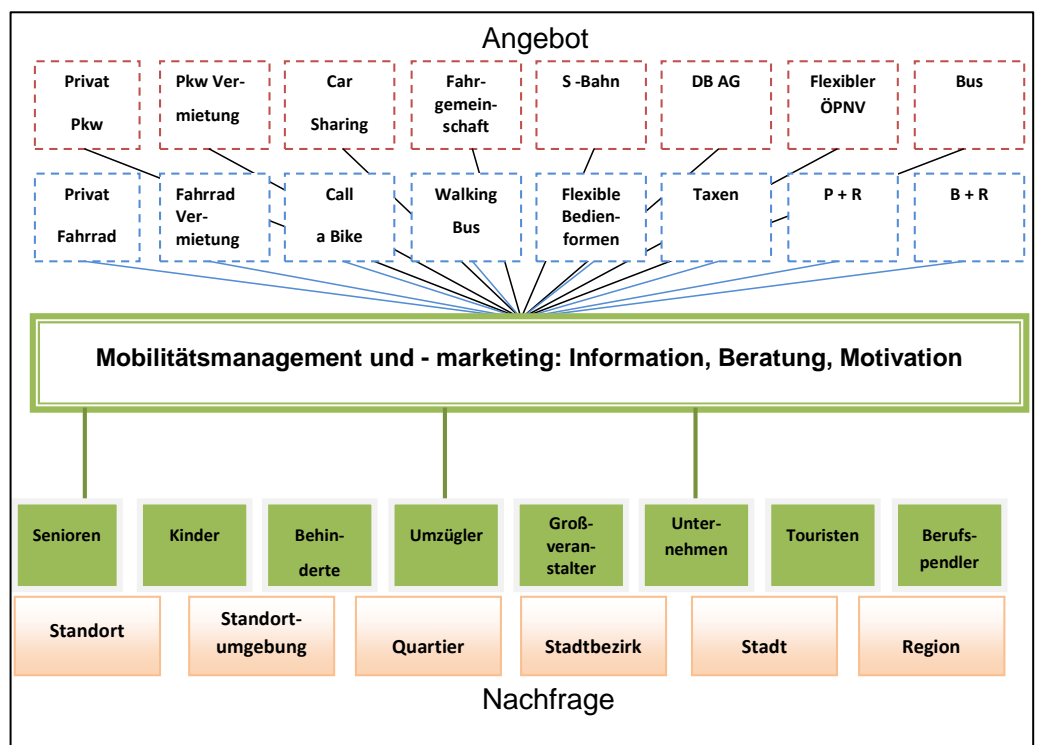 Angebot
Privat
Pkw
Pkw Ver-
mietung
Car
Sharing
Fahr-
gemein-
schaft
S -Bahn
DB AG
Flexibler
ÖPNV
Bus
Privat
Fahrrad
Fahrrad
Ver-
mietung
Call
a Bike
Walking
Bus
Flexible
Bedien-
formen
Taxen
P + R
B + R
Mobilitätsmanagement und - marketing: Information, Beratung, Motivation
Senioren
Kinder
Behin-
derte
Umzügler
Groß-
veran-
stalter
Unter-
nehmen
Touristen
Berufs-
pendler
Standort
Standort-
umgebung
Quartier
Stadtbezirk
Stadt
Region
Nachfrage